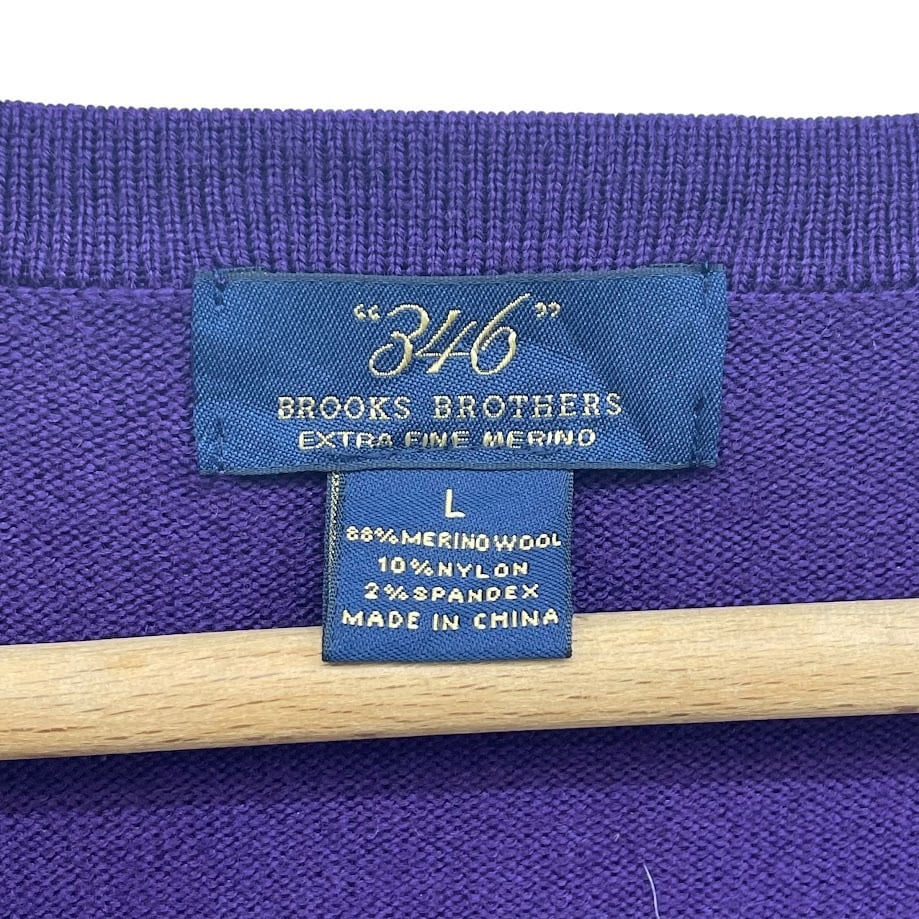 “346”
BROOKS BROTHERS
EXTRA FINE MERINO
L
88%MERINO WOOL
10%NYLON
2%SPANDEX
MADE IN CHINA